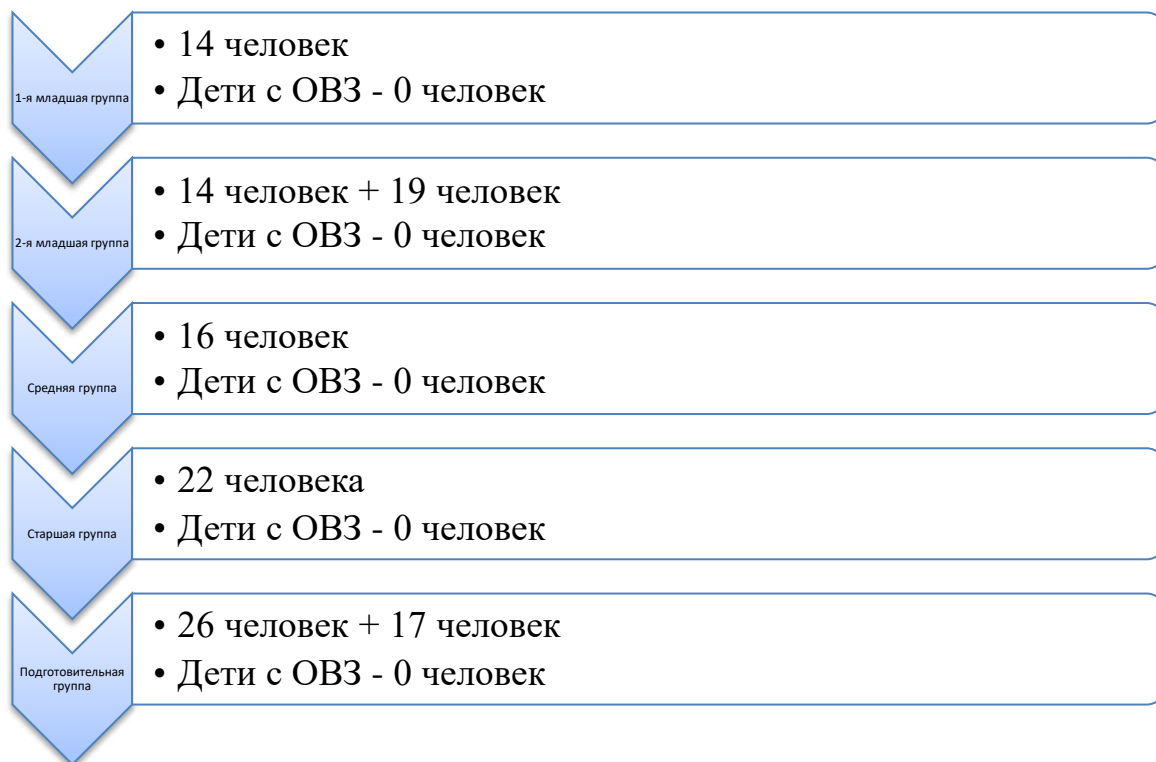 1-я младшая группа
• 14 человек
• Дети с ОВЗ - 0 человек
2-я младшая группа
• 14 человек + 19 человек
• Дети с ОВЗ - 0 человек
Средняя группа
• 16 человек
• Дети с ОВЗ - 0 человек
Старшая группа
• 22 человека
• Дети с ОВЗ - 0 человек
Подготовительная
группа
• 26 человек + 17 человек
• Дети с ОВЗ - 0 человек